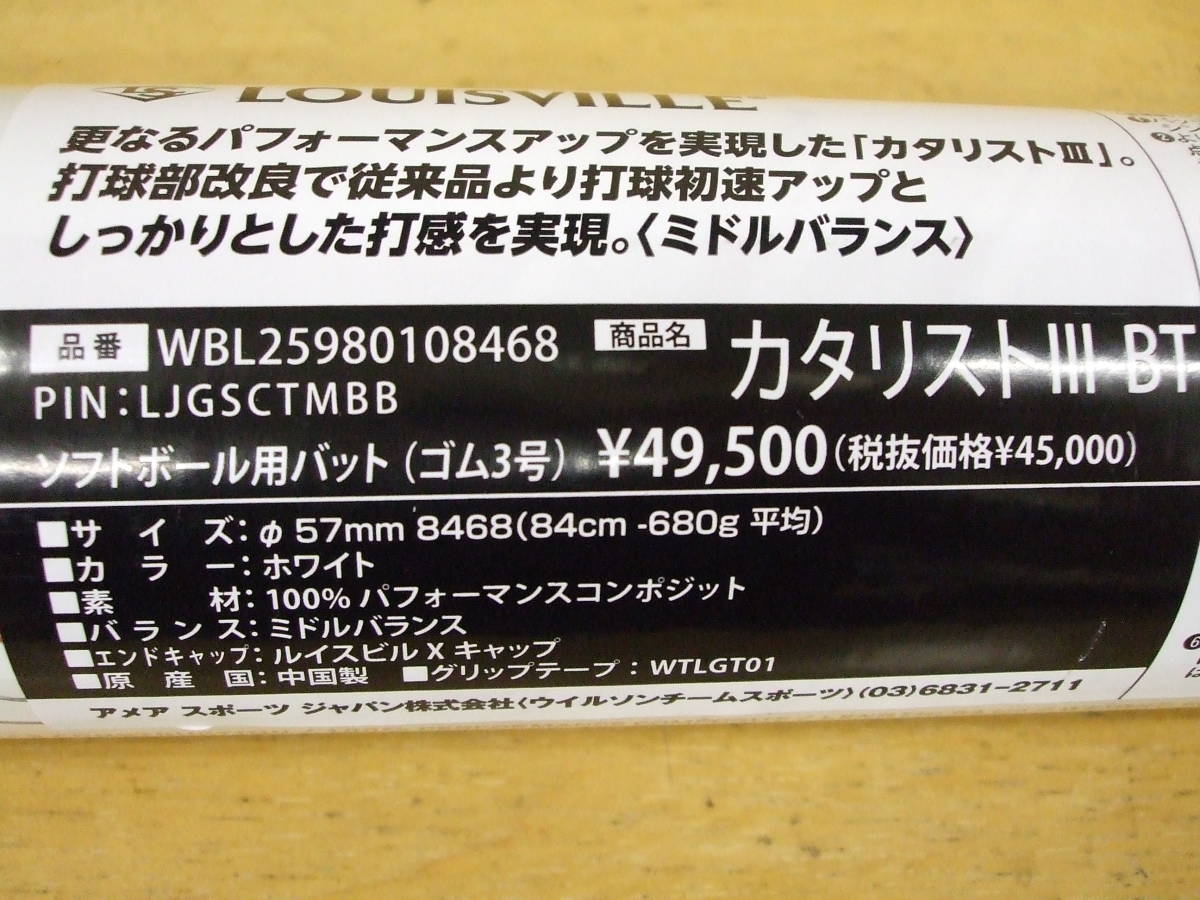 LOUISVILLE
更なるパフォーマンスアップを実現した「カタリストⅢ」。
打球部改良で従来品より打球初速アップと
しっかりとした打感を実現。〈ミドルバランス〉
品番 WBL25980108468 商品名 カタリストⅢ BT
PIN:LJGSCTMBB
ソフトボール用バット(ゴム3号) ¥49,500(税抜価格¥45,000)
■サイズ:φ 57mm 8468(84cm -680g 平均)
■カラー:ホワイト
■素材:100% パフォーマンスコンポジット
■バランス:ミドルバランス
■エンドキャップ:ルイスビル X キャップ
■原産国:中国製 ■グリップテープ:WTLGT01
アメア スポーツ ジャパン株式会社〈ウイルソンチームスポーツ〉(03)6831-2711